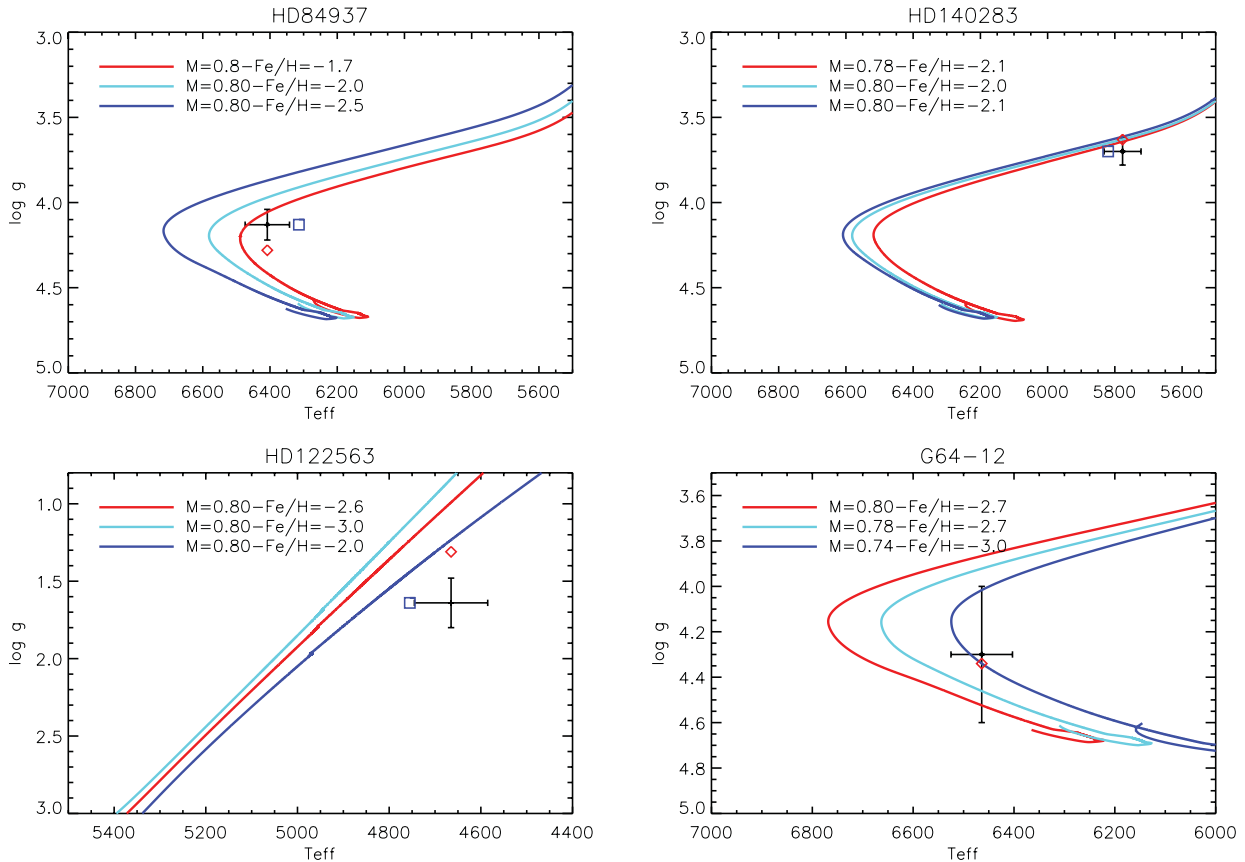 HD84937
3.0
3.5
4.0
4.5
5.0
log g
M=0.8-Fe/H=-1.7
M=0.80-Fe/H=-2.0
M=0.80-Fe/H=-2.5
7000 6800 6600 6400 6200 6000 5800 5600
Teff
HD140283
3.0
3.5
4.0
4.5
5.0
log g
M=0.78-Fe/H=-2.1
M=0.80-Fe/H=-2.0
M=0.80-Fe/H=-2.1
7000 6800 6600 6400 6200 6000 5800 5600
Teff
HD122563
1.0
1.5
2.0
2.5
3.0
log g
M=0.80-Fe/H=-2.6
M=0.80-Fe/H=-3.0
M=0.80-Fe/H=-2.0
5400 5200 5000 4800 4600 4400
Teff
G64-12
3.6
3.8
4.0
4.2
4.4
4.6
4.8
5.0
log g
M=0.80-Fe/H=-2.7
M=0.78-Fe/H=-2.7
M=0.74-Fe/H=-3.0
7000 6800 6600 6400 6200 6000
Teff